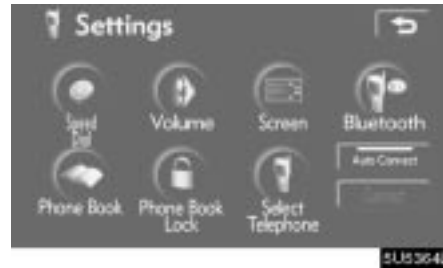 Settings
Speed
Dial
Volume
Screen
Bluetooth
Auto Connect
Phone Book
Phone Book
Lock
Select
Telephone
5U5364